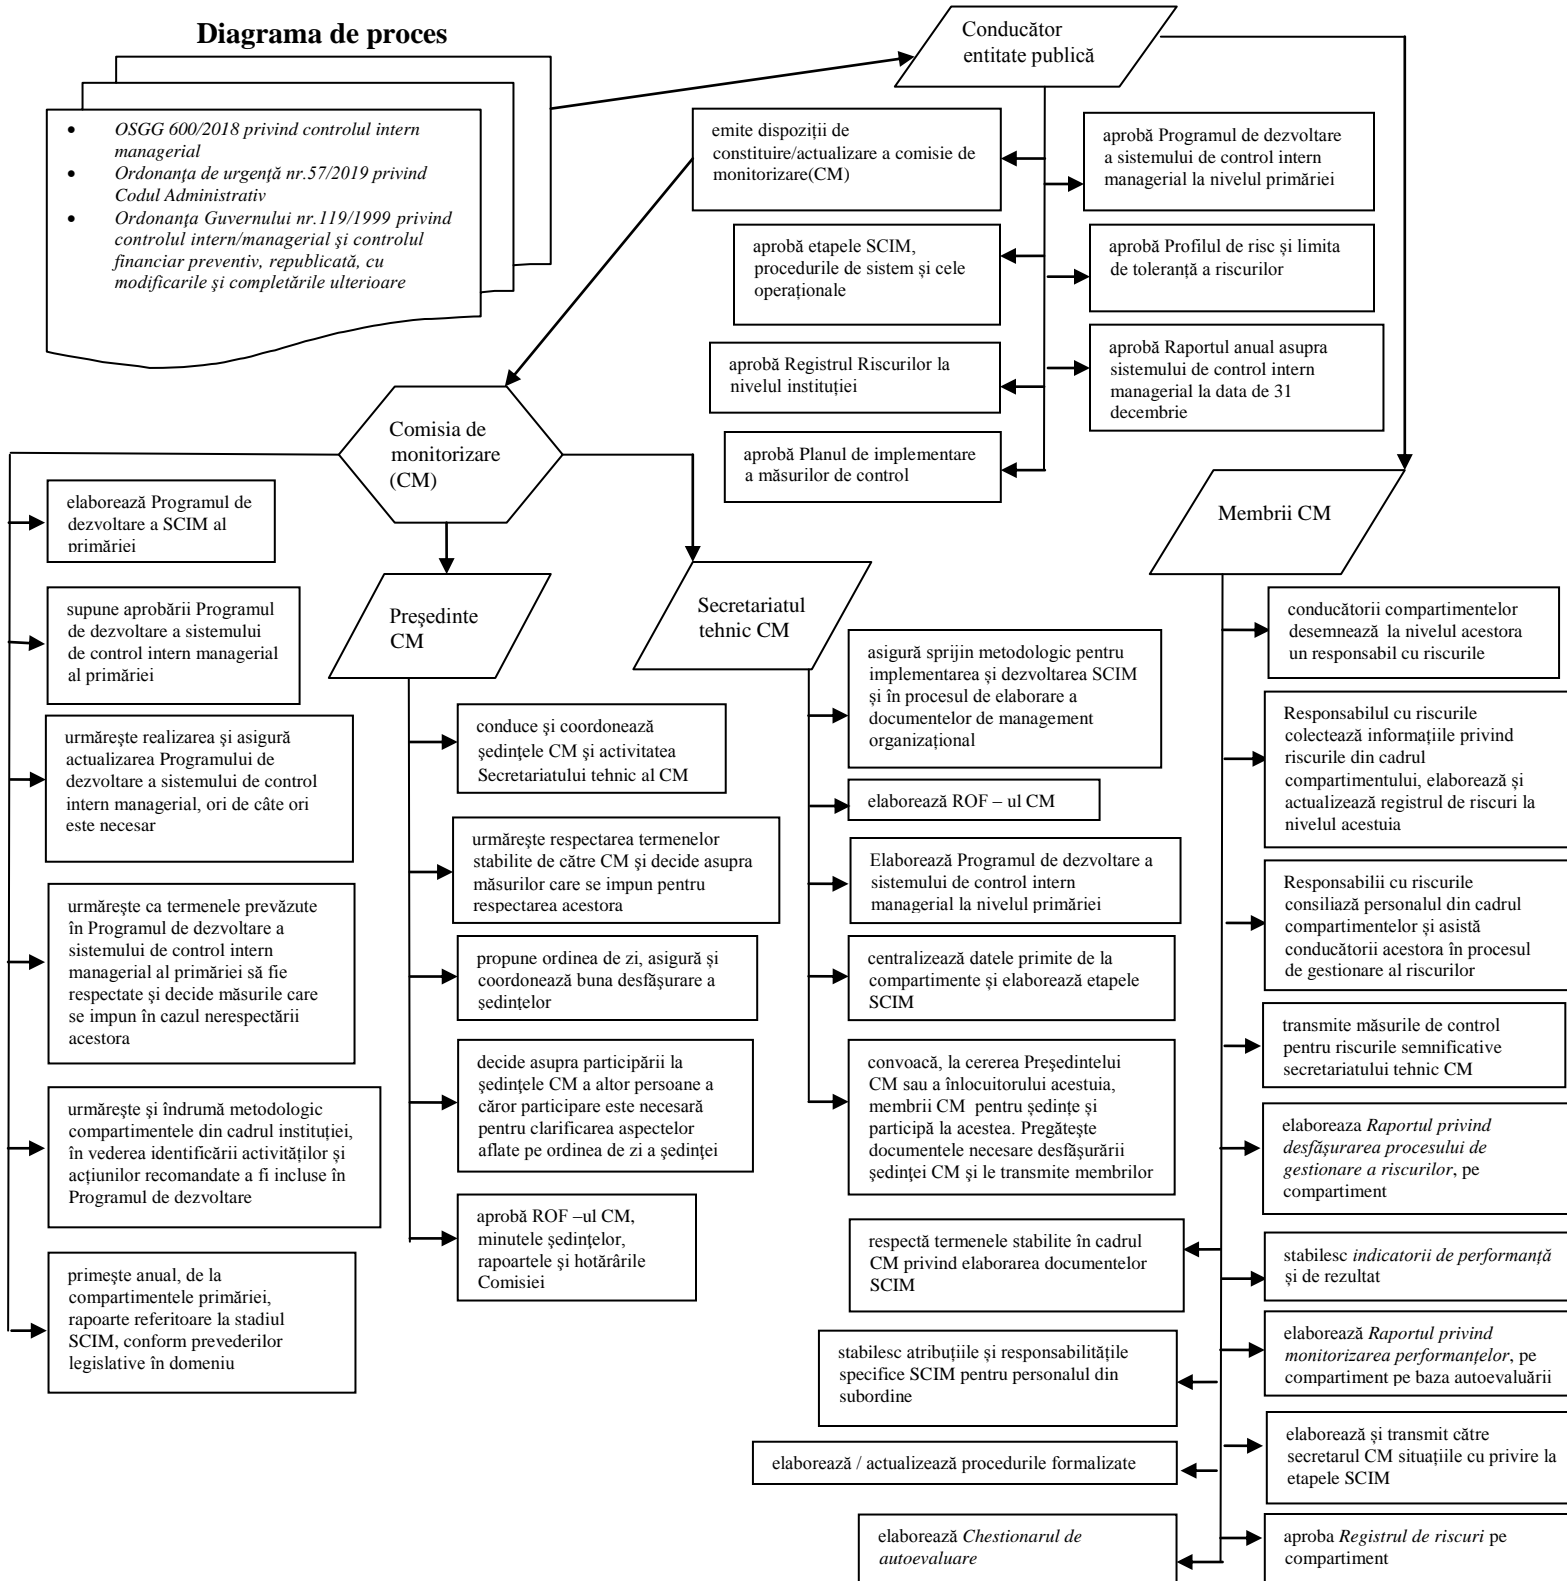 Diagrama de proces
• OSGG 600/2018 privind controlul intern
managerial
• Ordonanţa de urgenţă nr.57/2019 privind
Codul Administrativ
• Ordonanţa Guvernului nr.119/1999 privind
controlul intern/managerial şi controlul
financiar preventiv, republicată, cu
modificarile şi completările ulterioare
Conducător
entitate publică
emite dispoziții de
constituire/actualizare a comisie de
monitorizare(CM)
aprobă Programul de dezvoltare
a sistemului de control intern
managerial la nivelul primăriei
aprobă etapele SCIM,
procedurile de sistem și cele
operaționale
aprobă Profilul de risc și limita
de toleranță a riscurilor
aprobă Registrul Riscurilor la
nivelul instituției
aprobă Raportul anual asupra
sistemului de control intern
managerial la data de 31
decembrie
aprobă Planul de implementare
a măsurilor de control
Comisia de
monitorizare
(CM)
elaborează Programul de
dezvoltare a SCIM al
primăriei
supune aprobării Programul
de dezvoltare a sistemului
de control intern managerial
al primăriei
urmărește realizarea și asigură
actualizarea Programului de
dezvoltare a sistemului de control
intern managerial, ori de câte ori
este necesar
urmărește ca termenele prevăzute
în Programul de dezvoltare a
sistemului de control intern
managerial al primăriei să fie
respectate și decide măsurile care
se impun în cazul nerespectării
acestora
urmărește și îndrumă metodologic
compartimentele din cadrul instituției,
în vederea identificării activităților și
acțiunilor recomandate a fi incluse în
Programul de dezvoltare
primește anual, de la
compartimentele primăriei,
rapoarte referitoare la stadiul
SCIM, conform prevederilor
legislative în domeniu
Preşedinte
CM
conduce şi coordonează
şedinţele CM și activitatea
Secretariatului tehnic al CM
urmăreşte respectarea termenelor
stabilite de către CM și decide asupra
măsurilor care se impun pentru
respectarea acestora
propune ordinea de zi, asigură și
coordonează buna desfăşurare a
ședinţelor
decide asupra participării la
şedinţele CM a altor persoane a
căror participare este necesară
pentru clarificarea aspectelor
aflate pe ordinea de zi a şedinţei
aprobă ROF –ul CM,
minutele şedinţelor,
rapoartele și hotărârile
Comisiei
Secretariatul
tehnic CM
asigură sprijin metodologic pentru
implementarea și dezvoltarea SCIM
și în procesul de elaborare a
documentelor de management
organizațional
elaborează ROF – ul CM
Elaborează Programul de dezvoltare a
sistemului de control intern
managerial la nivelul primăriei
centralizează datele primite de la
compartimente și elaborează etapele
SCIM
convoacă, la cererea Președintelui
CM sau a înlocuitorului acestuia,
membrii CM pentru ședințe și
participă la acestea. Pregătește
documentele necesar desfășurării
şedinței CM și le transmite membrilor
Membrii CM
conducătorii compartimentelor
desemnează la nivelul acestora
un responsabil cu riscurile
Responsabilul cu riscurile
colectează informațiile privind
riscurile din cadrul
compartimentului, elaborează și
actualizează registrul de riscuri la
nivelul acestuia
Responsabilii cu riscurile
consiliază personalul din cadrul
compartimentelor și asistă
conducătorii acestora în procesul
de gestionare al riscurilor
transmite măsurile de control
pentru riscurile semnificative
secretariatului tehnic CM
elaboreaza Raportul privind
desfășurarea procesului de
gestionare a riscurilor, pe
compartiment
respectă termenele stabilite în cadrul
CM privind elaborarea documentelor
SCIM
stabilesc indicatorii de performanță
și de rezultat
stabilesc atribuțiile și responsabilitățile
specifice SCIM pentru personalul din
subordine
elaborează Raportul privind
monitorizarea performanțelor, pe
compartiment pe baza autoevaluării
elaborează / actualizează procedurile formalizate
elaborează și transmit către
secretarul CM situațiile cu privire la
etapele SCIM
elaborează Chestionarul de
autoevaluare
aproba Registrul de riscuri pe
compartiment